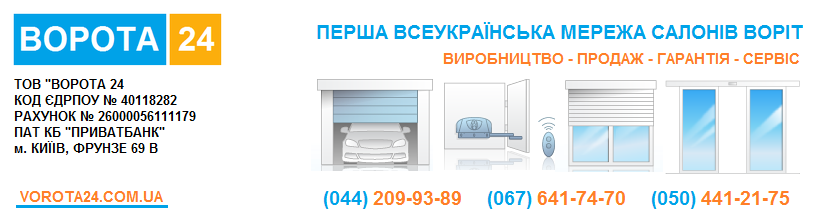 ВОРОТА 24
ПЕРША ВСЕУКРАЇНСЬКА МЕРЕЖА САЛОНІВ ВОРІТ
ВИРОБНИЦТВО - ПРОДАЖ - ГАРАНТІЯ - СЕРВІС
ТОВ "ВОРОТА 24
КОД ЄДРПОУ № 40118282
РАХУНОК № 26000056111179
ПАТ КБ "ПРИВАТБАНК"
м. КИЇВ, ФРУНЗЕ 69 В
VOROTA24.COM.UA
(044) 209-93-89 (067) 641-74-70 (050) 441-21-75